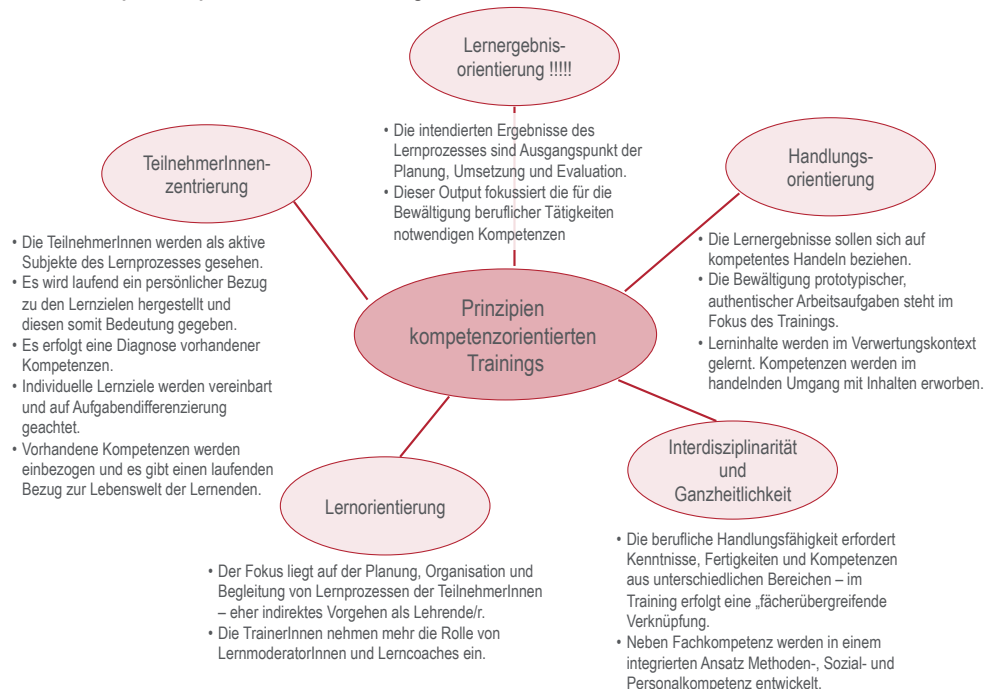 Lernergebnis-
orientierung !!!!!
• Die intendierten Ergebnisse des
Lernprozesses sind Ausgangspunkt der
Planung, Umsetzung und Evaluation.
• Dieser Output fokussiert die für die
Bewältigung beruflicher Tätigkeiten
notwendigen Kompetenzen
TeilnehmerInnen-
zentrierung
• Die TeilnehmerInnen werden als aktive
Subjekte des Lernprozesses gesehen.
• Es wird laufend ein persönlicher Bezug
zu den Lernzielen hergestellt und
diesen somit Bedeutung gegeben.
• Es erfolgt eine Diagnose vorhandener
Kompetenzen.
• Individuelle Lernziele werden vereinbart
und auf Aufgabendifferenzierung
geachtet.
• Vorhandene Kompetenzen werden
einbezogen und es gibt einen laufenden
Bezug zur Lebenswelt der Lernenden.
Handlungs-
orientierung
• Die Lernergebnisse sollen sich auf
kompetentes Handeln beziehen.
• Die Bewältigung prototypischer,
authentischer Arbeitsaufgaben steht im
Fokus des Trainings.
• Lerninhalte werden im Verwertungskontext
gelernt. Kompetenzen werden im
handelnden Umgang mit Inhalten erworben.
Prinzipien
kompetenzorientierten
Trainings
Lernorientierung
• Der Fokus liegt auf der Planung, Organisation und
Begleitung von Lernprozessen der TeilnehmerInnen
– eher indirektes Vorgehen als Lehrende/r.
• Die TrainerInnen nehmen mehr die Rolle von
LernmoderatorInnen und Lerncoaches ein.
Interdisziplinarität
und
Ganzheitlichkeit
• Die berufliche Handlungsfähigkeit erfordert
Kenntnisse, Fertigkeiten und Kompetenzen
aus unterschiedlichen Bereichen – im
Training erfolgt eine „fächerübergreifende
Verknüpfung.
• Neben Fachkompetenz werden in einem
integrierten Ansatz Methoden-, Sozial- und
Personalkompetenz entwickelt.